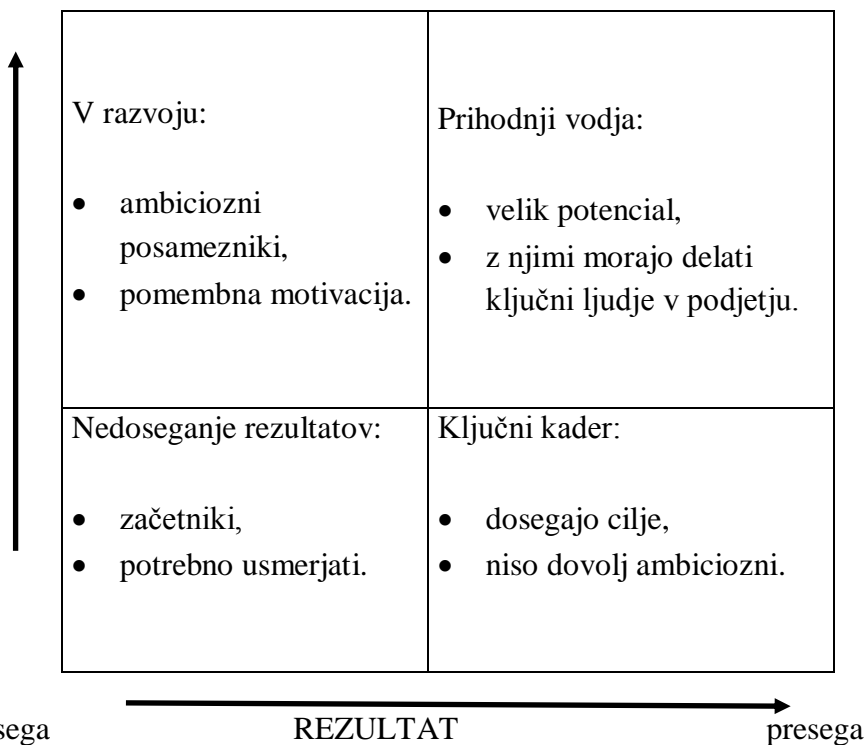 V razvoju:
• ambiciozni
posamezniki,
• pomembna motivacija.
Prihodnji vodja:
• velik potencial,
• z njimi morajo delati
ključni ljudje v podjetju.
Nedoseganje rezultatov:
• začetniki,
• potrebno usmerjati.
Ključni kader:
• dosegajo cilje,
• niso dovolj ambiciozni.
sega REZULTAT presega